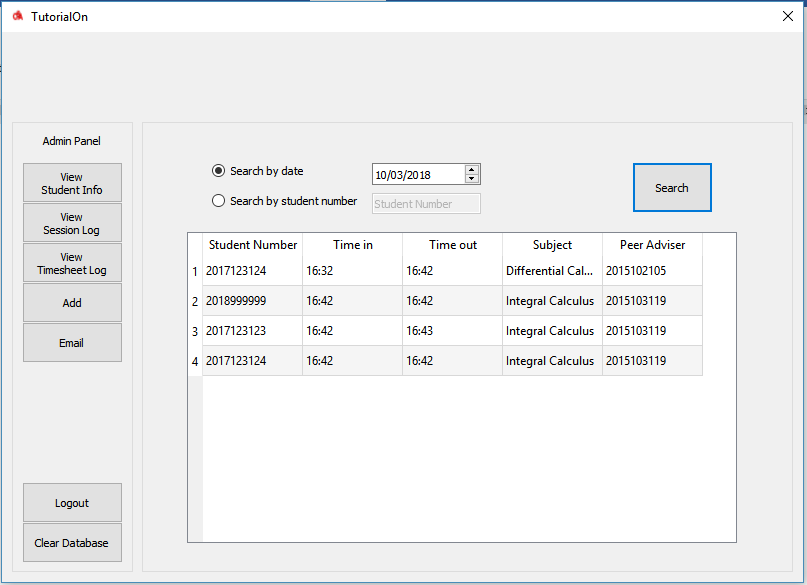 TutorialOn
Admin Panel
View
Student Info
View
Session Log
View
Timesheet Log
Add
Email
Logout
Clear Database
Search by date
10/03/2018
Search by student number
Student Number
Search
Student Number Time in Time out Subject Peer Adviser
1 2017123124 16:32 16:42 Differential Cal... 2015102105
2 2018999999 16:42 16:42 Integral Calculus 2015103119
3 2017123123 16:42 16:43 Integral Calculus 2015103119
4 2017123124 16:42 16:42 Integral Calculus 2015103119